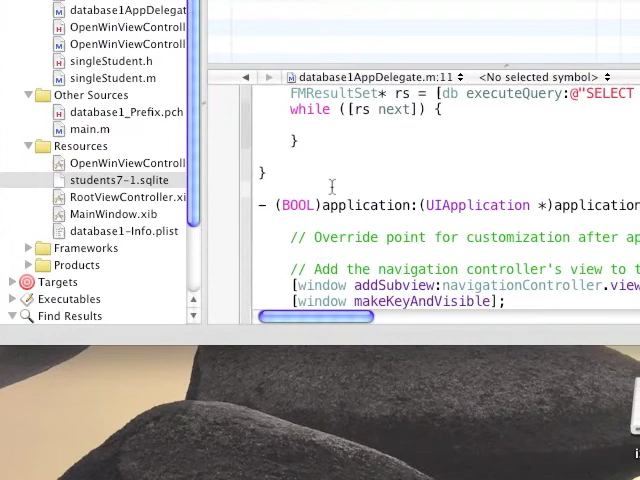 database1AppDelegat
OpenWinViewControll
OpenWinViewControll
singleStudent.h
singleStudent.m
Other Sources
database1_Prefix.pch
main.m
Resources
OpenWinViewControll
students7-1.sqlite
RootViewController.xi
MainWindow.xib
database1-Info.plist
Frameworks
Products
Targets
Executables
Find Results
database1AppDelegate.m:11 <No selected symbol>
FMResultSet* rs = [db executeQuery:@"SELECT
while ([rs next]) {
}
}
- (BOOL)application:(UIApplication *)application
// Override point for customization after ap
// Add the navigation controller's view to t
[window addSubview:navigationController.view
[window makeKeyAndVisible];